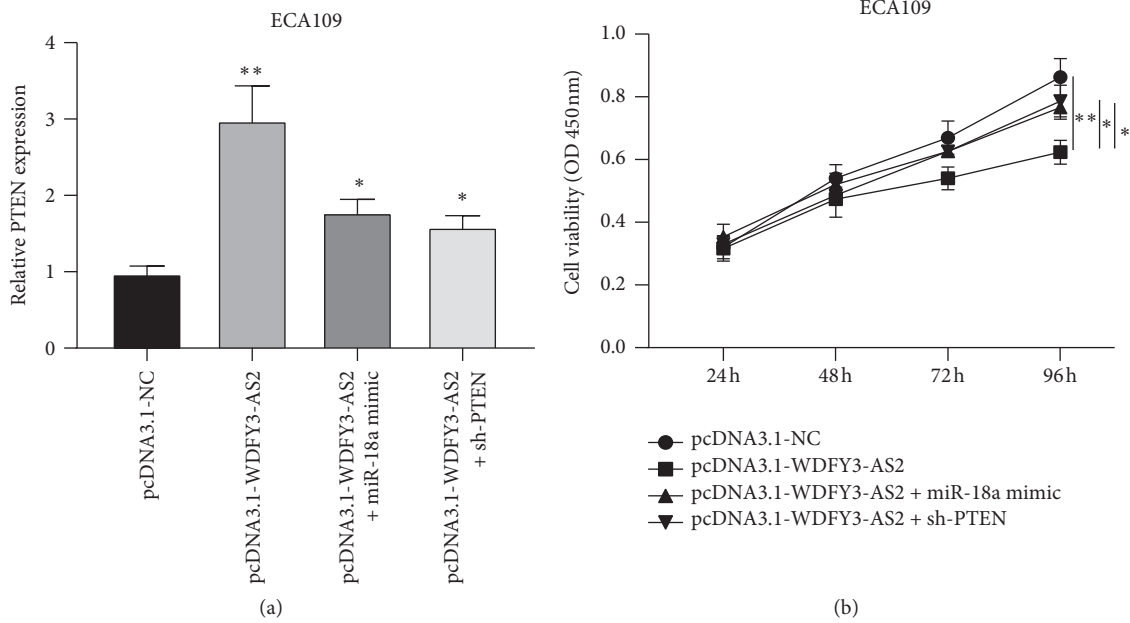 ECA109
Relative PTEN expression
4
3
2
1
0
**
*
*
pcDNA3.1-NC
pcDNA3.1-WDFY3-AS2
pcDNA3.1-WDFY3-AS2
+ miR-18a mimic
pcDNA3.1-WDFY3-AS2
+ sh-PTEN
(a)
ECA109
Cell viability (OD 450 nm)
1.0
0.8
0.6
0.4
0.2
0.0
**
*
*
24 h
48 h
72 h
96 h
pcDNA3.1-NC
pcDNA3.1-WDFY3-AS2
pcDNA3.1-WDFY3-AS2 + miR-18a mimic
pcDNA3.1-WDFY3-AS2 + sh-PTEN
(b)